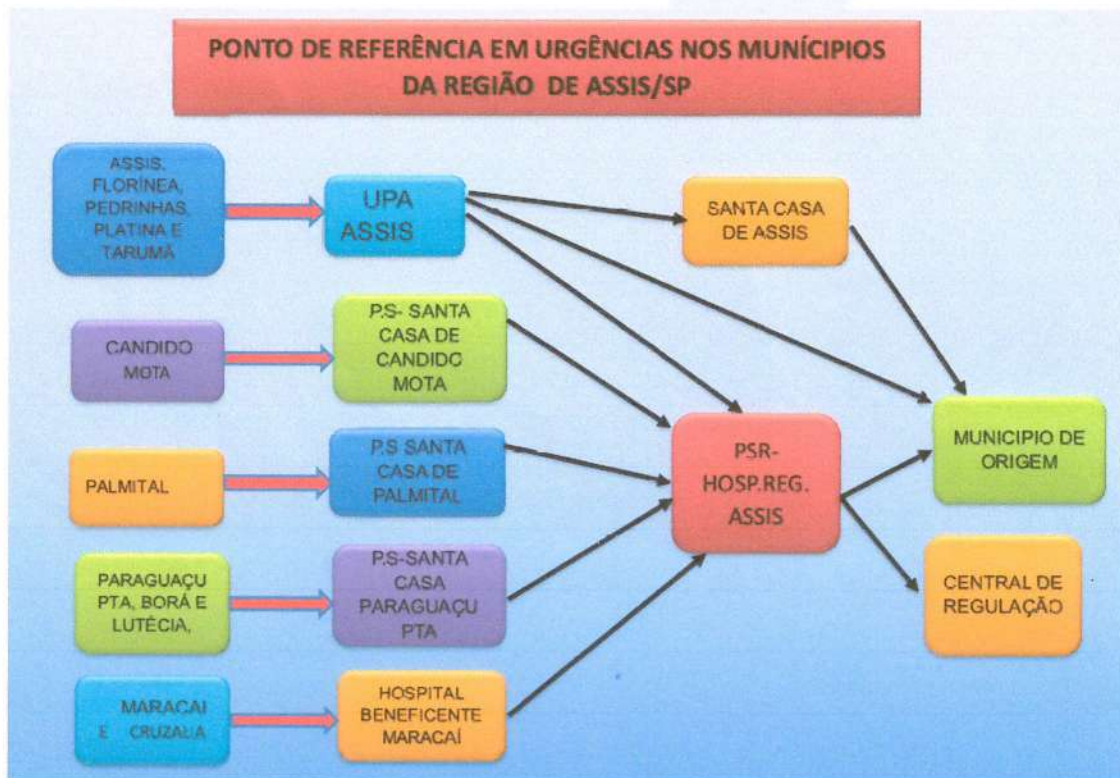 PONTO DE REFERÊNCIA EM URGÊNCIAS NOS MUNÍCIPIOS
DA REGIÃO DE ASSIS/SP
ASSIS,
FLORÍNEA,
PEDRINHAS,
PLATINA E
TARUMÃ
UPA
ASSIS
SANTA CASA
DE ASSIS
CANDIDO
MOTA
P.S- SANTA
CASA DE
CANDIDO
MOTA
PALMITAL
P.S SANTA
CASA DE
PALMITAL
PSR-
HOSP.REG.
ASSIS
MUNICIPIO DE
ORIGEM
PARAGUAÇU
PTA, BORÁ E
LUTÉCIA,
P.S-SANTA
CASA
PARAGUAÇU
PTA
CENTRAL DE
REGULAÇÃO
MARACAI
E CRUZALIA
HOSPITAL
BENEFICENTE
MARACAÍ